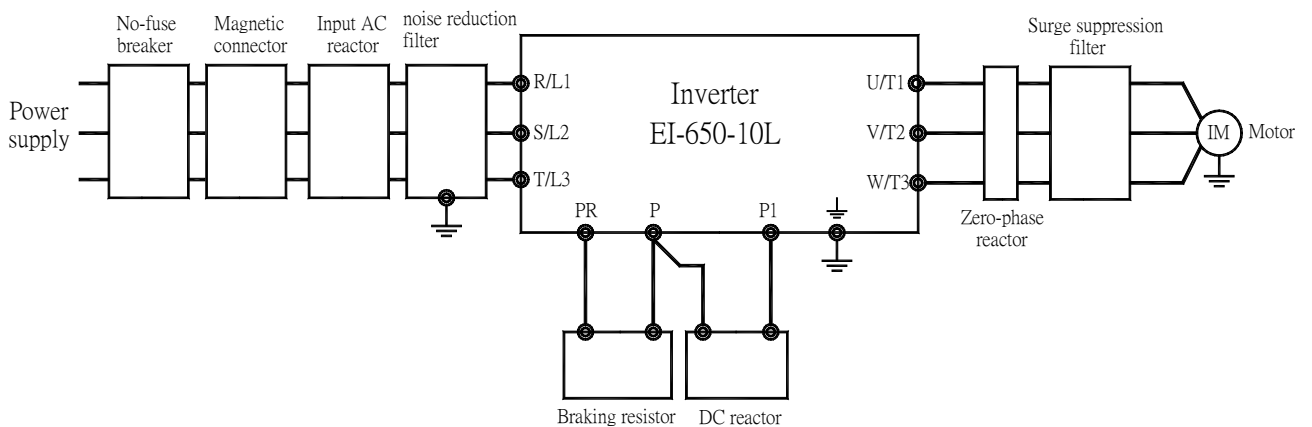 No-fuse
breaker
Magnetic
connector
Input AC
reactor
noise reduction
filter
Surge suppression
filter
Power
supply
R/L1
S/L2
T/L3
Inverter
EI-650-10L
U/T1
V/T2
W/T3
IM
Motor
PR
P
P1
Zero-phase
reactor
Braking resistor
DC reactor